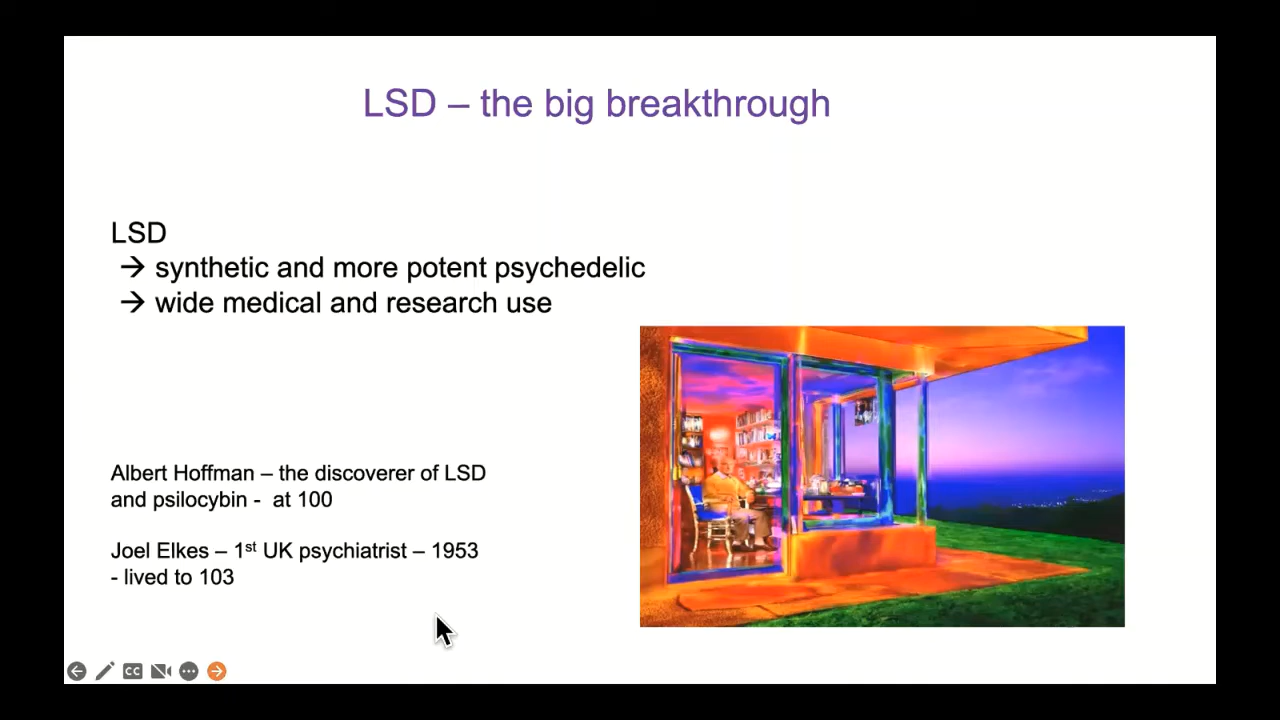 LSD – the big breakthrough
LSD
→ synthetic and more potent psychedelic
→ wide medical and research use
Albert Hoffman – the discoverer of LSD
and psilocybin - at 100
Joel Elkes – 1st UK psychiatrist – 1953
- lived to 103
CC